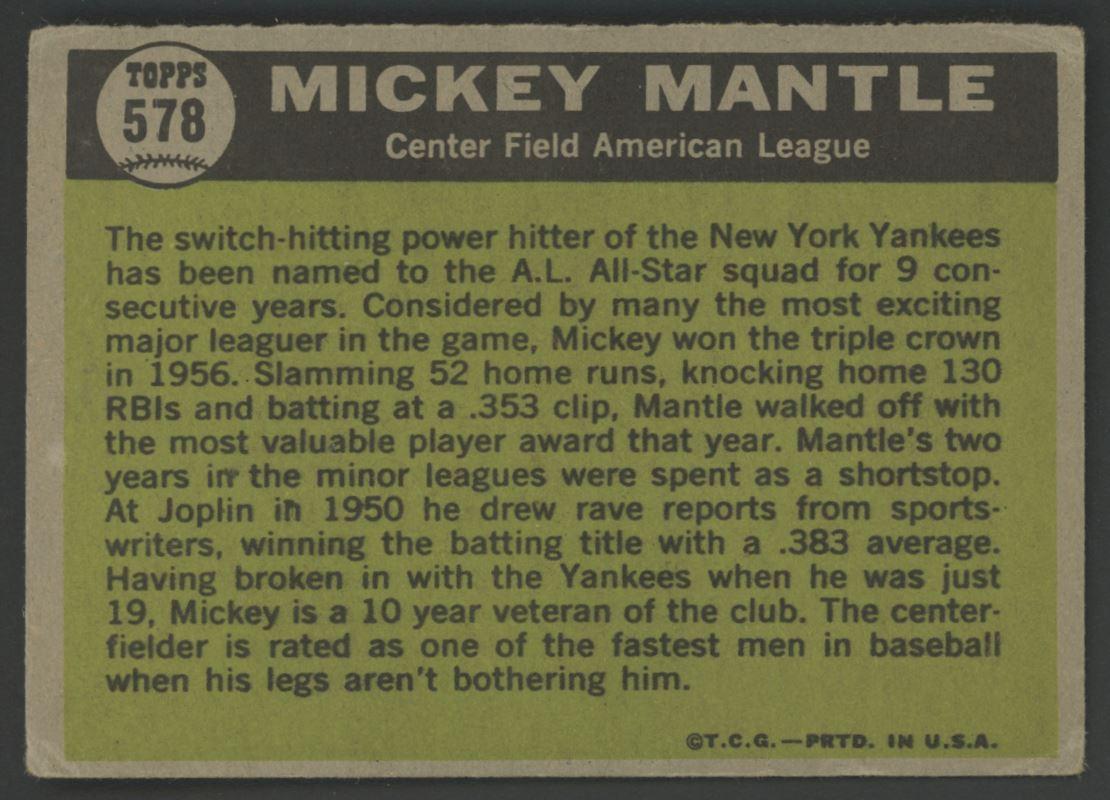 TOPPS
578
MICKEY MANTLE
Center Field American League
The switch-hitting power hitter of the New York Yankees
has been named to the A.L. All-Star squad for 9 con-
secutive years. Considered by many the most exciting
major leaguer in the game, Mickey won the triple crown
in 1956. Slamming 52 home runs, knocking home 130
RBIs and batting at a .353 clip, Mantle walked off with
the most valuable player award that year. Mantle's two
years in the minor leagues were spent as a shortstop.
At Joplin in 1950 he drew rave reports from sports-
writers, winning the batting title with a .383 average.
Having broken in with the Yankees when he was just
19, Mickey is a 10 year veteran of the club. The center-
fielder is rated as one of the fastest men in baseball
when his legs aren't bothering him.
©T.C.G.—PRTD. IN U.S.A.